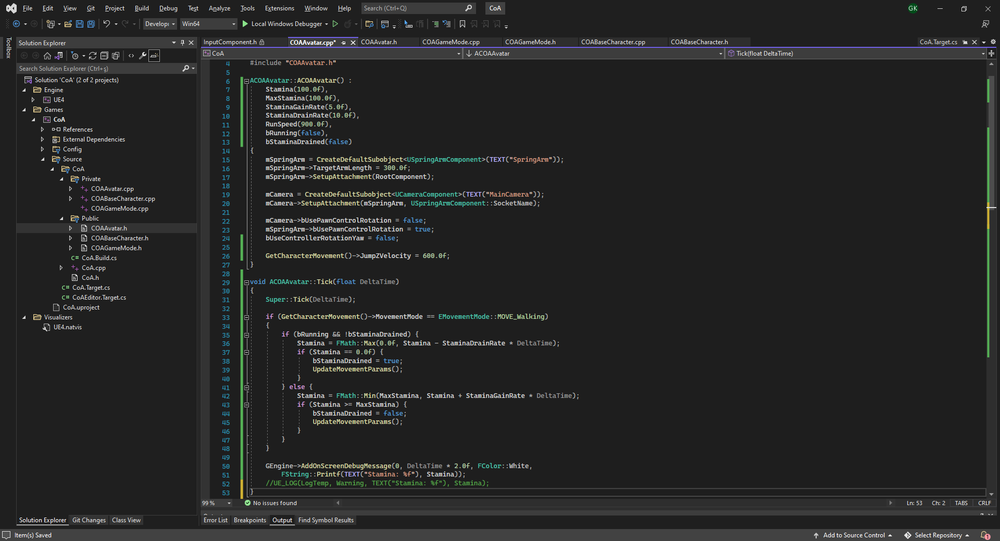 File Edit View Git Project Build Debug Test Analyze Tools Extensions Window Help Search (Ctrl+Q) CoA GK
Develop Win64 Local Windows Debugger
Toolbox
Solution Explorer
Search Solution Explorer (Ctrl+ş)
Solution 'CoA' (2 of 2 projects)
Engine
UE4
Games
CoA
References
External Dependencies
Config
Source
CoA
Private
COAAvatar.cpp
COABaseCharacter.cpp
COAGameMode.cpp
Public
COAAvatar.h
COABaseCharacter.h
COAGameMode.h
C# CoA.Build.cs
CoA.cpp
CoA.h
C# CoA.Target.cs
C# CoAEditor.Target.cs
CoA.uproject
Visualizers
UE4.natvis
Solution Explorer Git Changes Class View
InputComponent.h COAAvatar.cpp* COAAvatar.h COAGameMode.cpp COAGameMode.h COABaseCharacter.cpp COABaseCharacter.h CoA.Target.cs
CoA ACOAAvatar Tick(float DeltaTime)
4 #include "COAAvatar.h"
5
6 ACOAAvatar::ACOAAvatar() :
7 Stamina(100.0f),
8 MaxStamina(100.0f),
9 StaminaGainRate(5.0f),
10 StaminaDrainRate(10.0f),
11 RunSpeed(900.0f),
12 bRunning(false),
13 bStaminaDrained(false)
14 {
15 mSpringArm = CreateDefaultSubobject<USpringArmComponent>(TEXT("SpringArm"));
16 mSpringArm->TargetArmLength = 300.0f;
17 mSpringArm->SetupAttachment(RootComponent);
18
19 mCamera = CreateDefaultSubobject<UCameraComponent>(TEXT("MainCamera"));
20 mCamera->SetupAttachment(mSpringArm, USpringArmComponent::SocketName);
21
22 mCamera->bUsePawnControlRotation = false;
23 mSpringArm->bUsePawnControlRotation = true;
24 bUseControllerRotationYaw = false;
25
26 GetCharacterMovement()->JumpZVelocity = 600.0f;
27 }
28
29 void ACOAAvatar::Tick(float DeltaTime)
30 {
31 Super::Tick(DeltaTime);
32
33 if (GetCharacterMovement()->MovementMode == EMovementMode::MOVE_Walking)
34 {
35 if (bRunning && !bStaminaDrained) {
36 Stamina = FMath::Max(0.0f, Stamina - StaminaDrainRate * DeltaTime);
37 if (Stamina == 0.0f) {
38 bStaminaDrained = true;
39 UpdateMovementParams();
40 }
41 } else {
42 Stamina = FMath::Min(MaxStamina, Stamina + StaminaGainRate * DeltaTime);
43 if (Stamina >= MaxStamina) {
44 bStaminaDrained = false;
45 UpdateMovementParams();
46 }
47 }
48 }
49
50 GEngine->AddOnScreenDebugMessage(0, DeltaTime * 2.0f, FColor::White,
51 FString::Printf(TEXT("Stamina: %f"), Stamina));
52 //UE_LOG(LogTemp, Warning, TEXT("Stamina: %f"), Stamina);
53 }
99 % No issues found Ln: 53 Ch: 2 TABS CRLF
Error List Breakpoints Output Find Symbol Results
Item(s) Saved Add to Source Control Select Repository 1